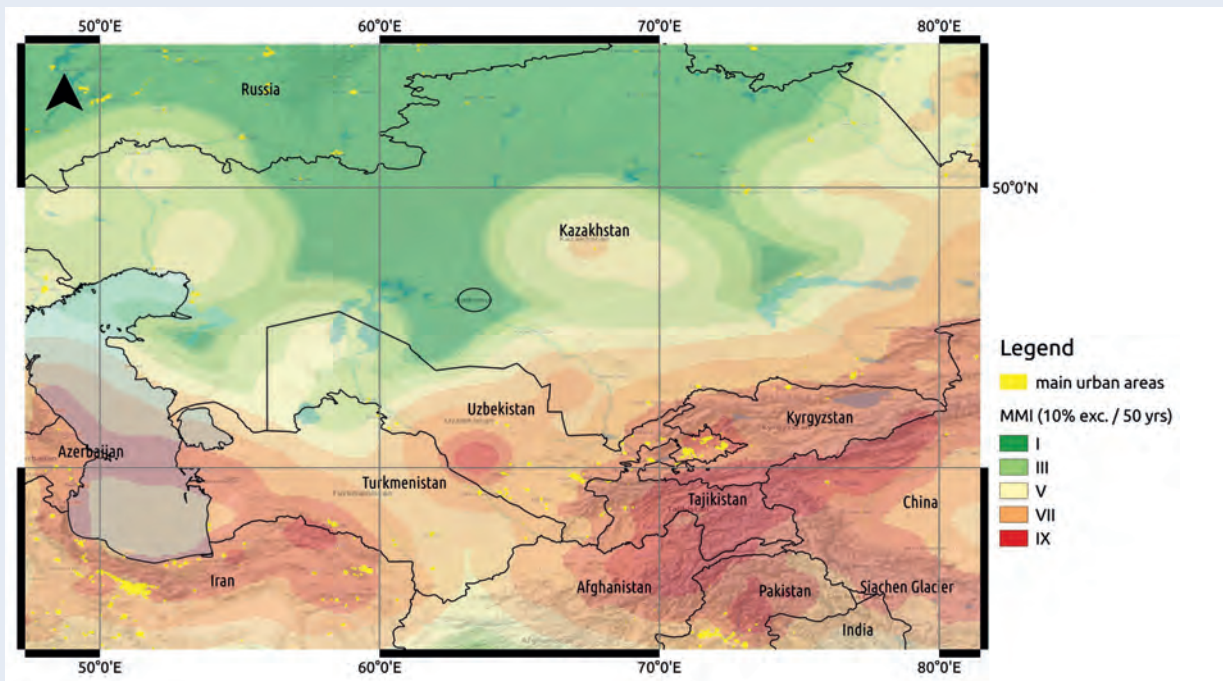 50°0'E 60°0'E 70°0'E 80°0'E
Russia
50°0'N
Kazakhstan
Uzbekistan
Kyrgyzstan
Azerbaijan
Turkmenistan
Tajikistan
China
Iran
Afghanistan
Pakistan
Siachen Glacier
India
50°0'E 60°0'E 70°0'E 80°0'E
Legend
main urban areas
MMI (10% exc. / 50 yrs)
I
III
V
VII
IX